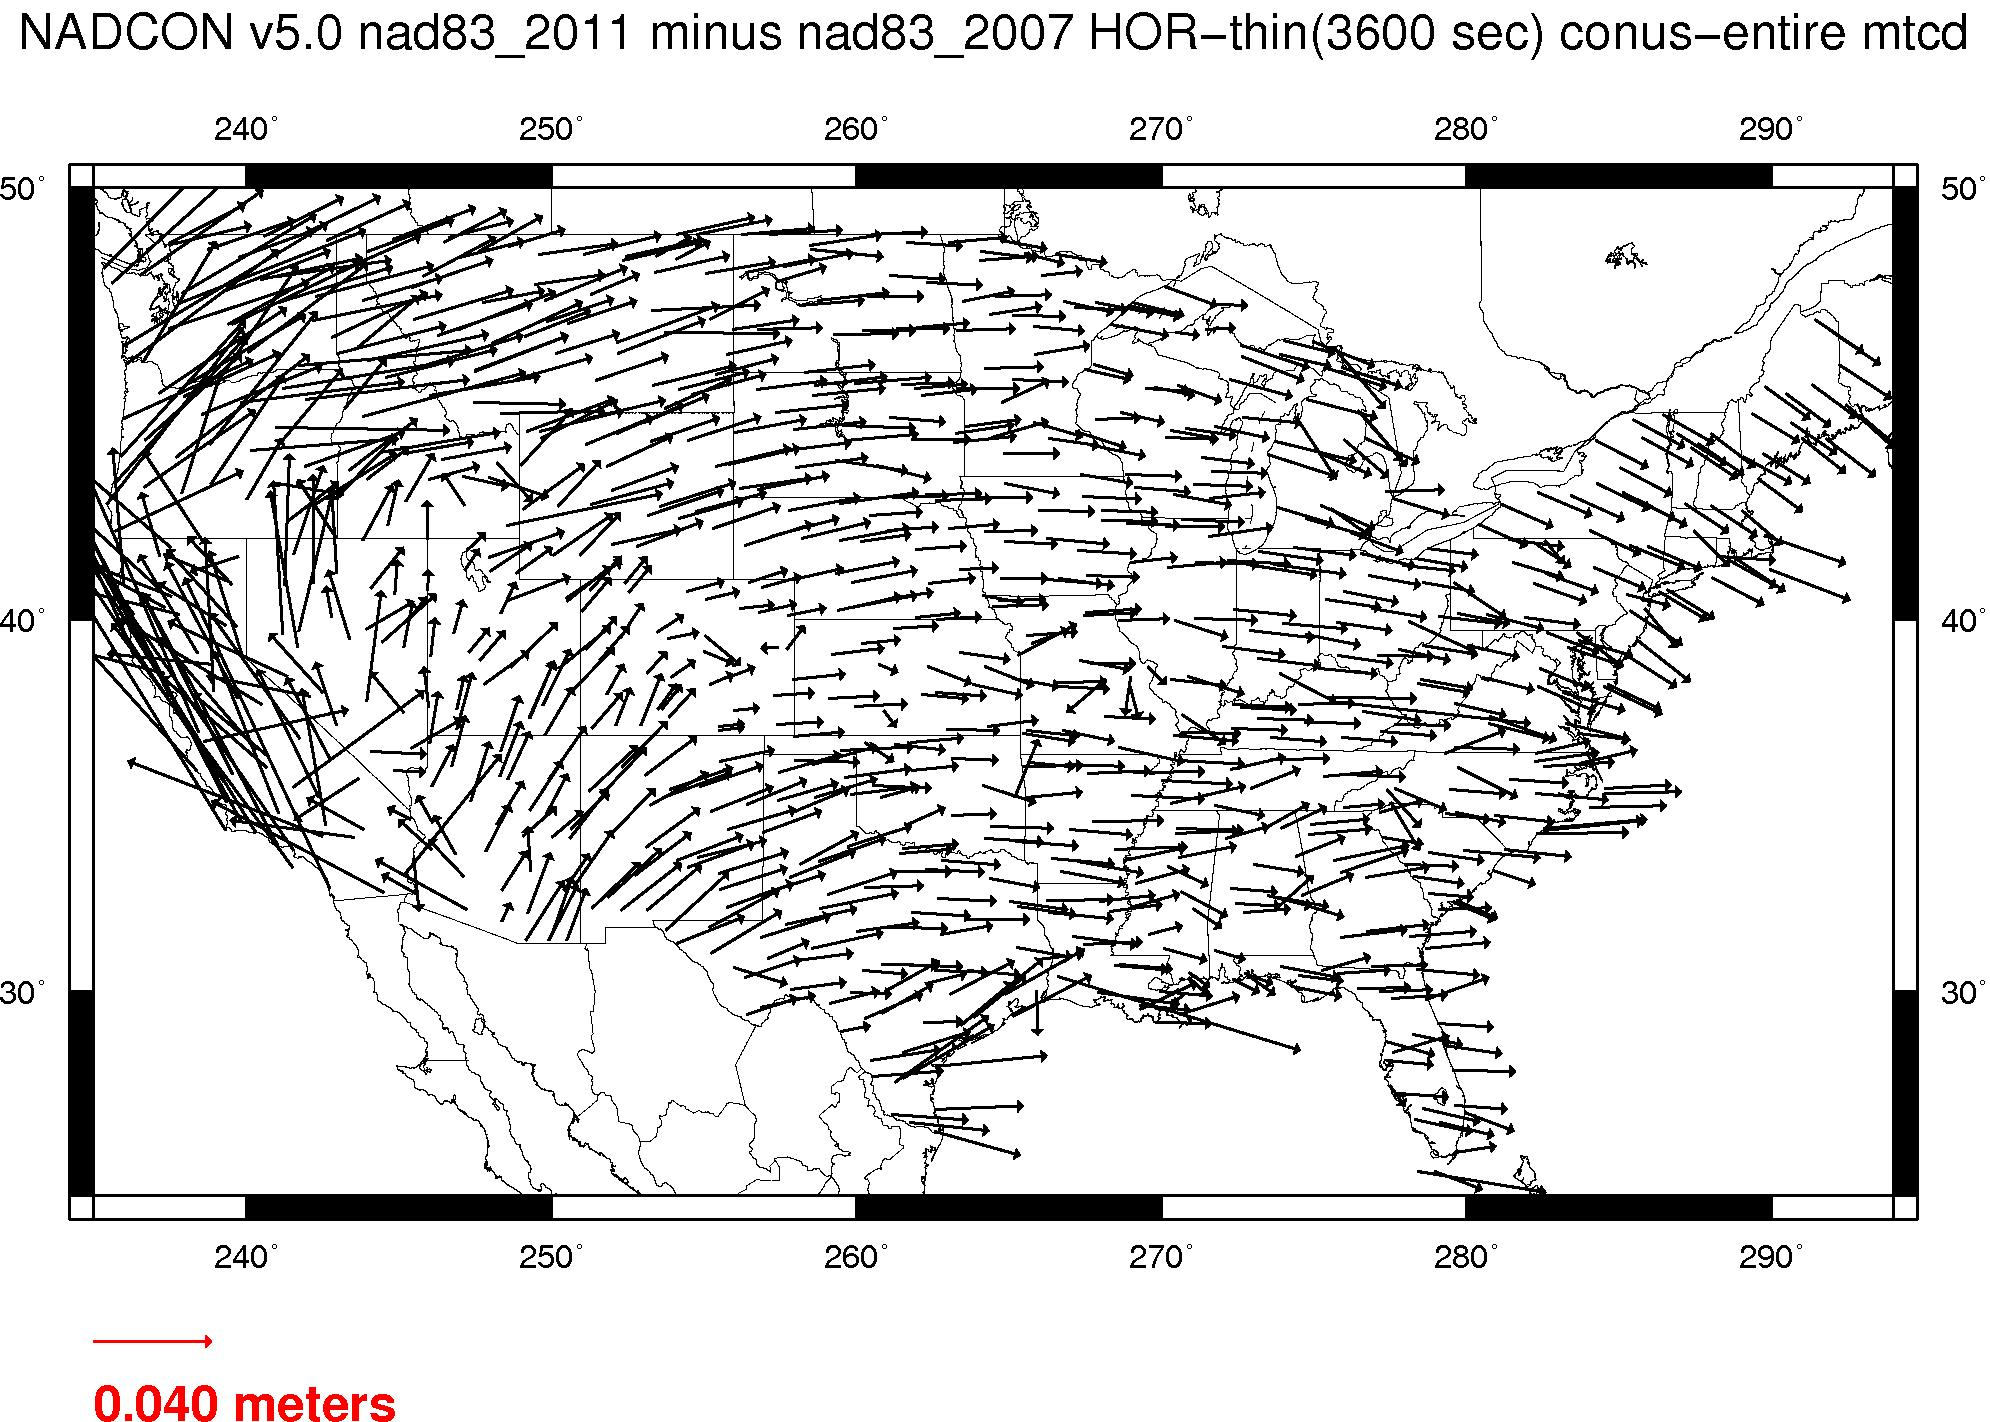 NADCON v5.0 nad83_2011 minus nad83_2007 HOR−thin(3600 sec) conus−entire mtcd
240° 250° 260° 270° 280° 290°
50° 50°
40° 40°
30° 30°
240° 250° 260° 270° 280° 290°
0.040 meters